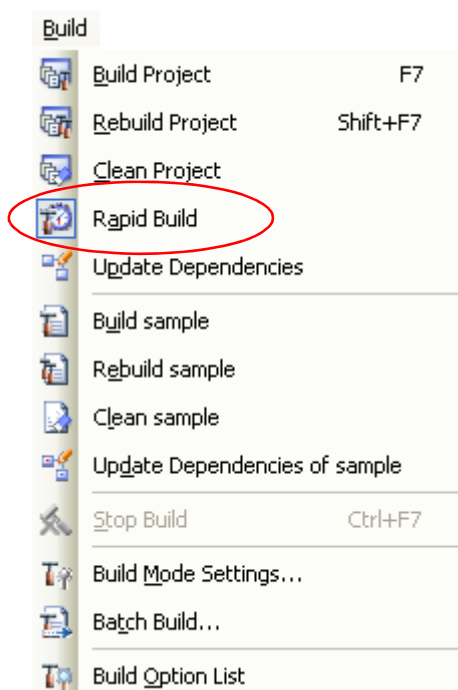 Build
Build Project F7
Rebuild Project Shift+F7
Clean Project
Rapid Build
Update Dependencies
Build sample
Rebuild sample
Clean sample
Update Dependencies of sample
Stop Build Ctrl+F7
Build Mode Settings...
Batch Build...
Build Option List